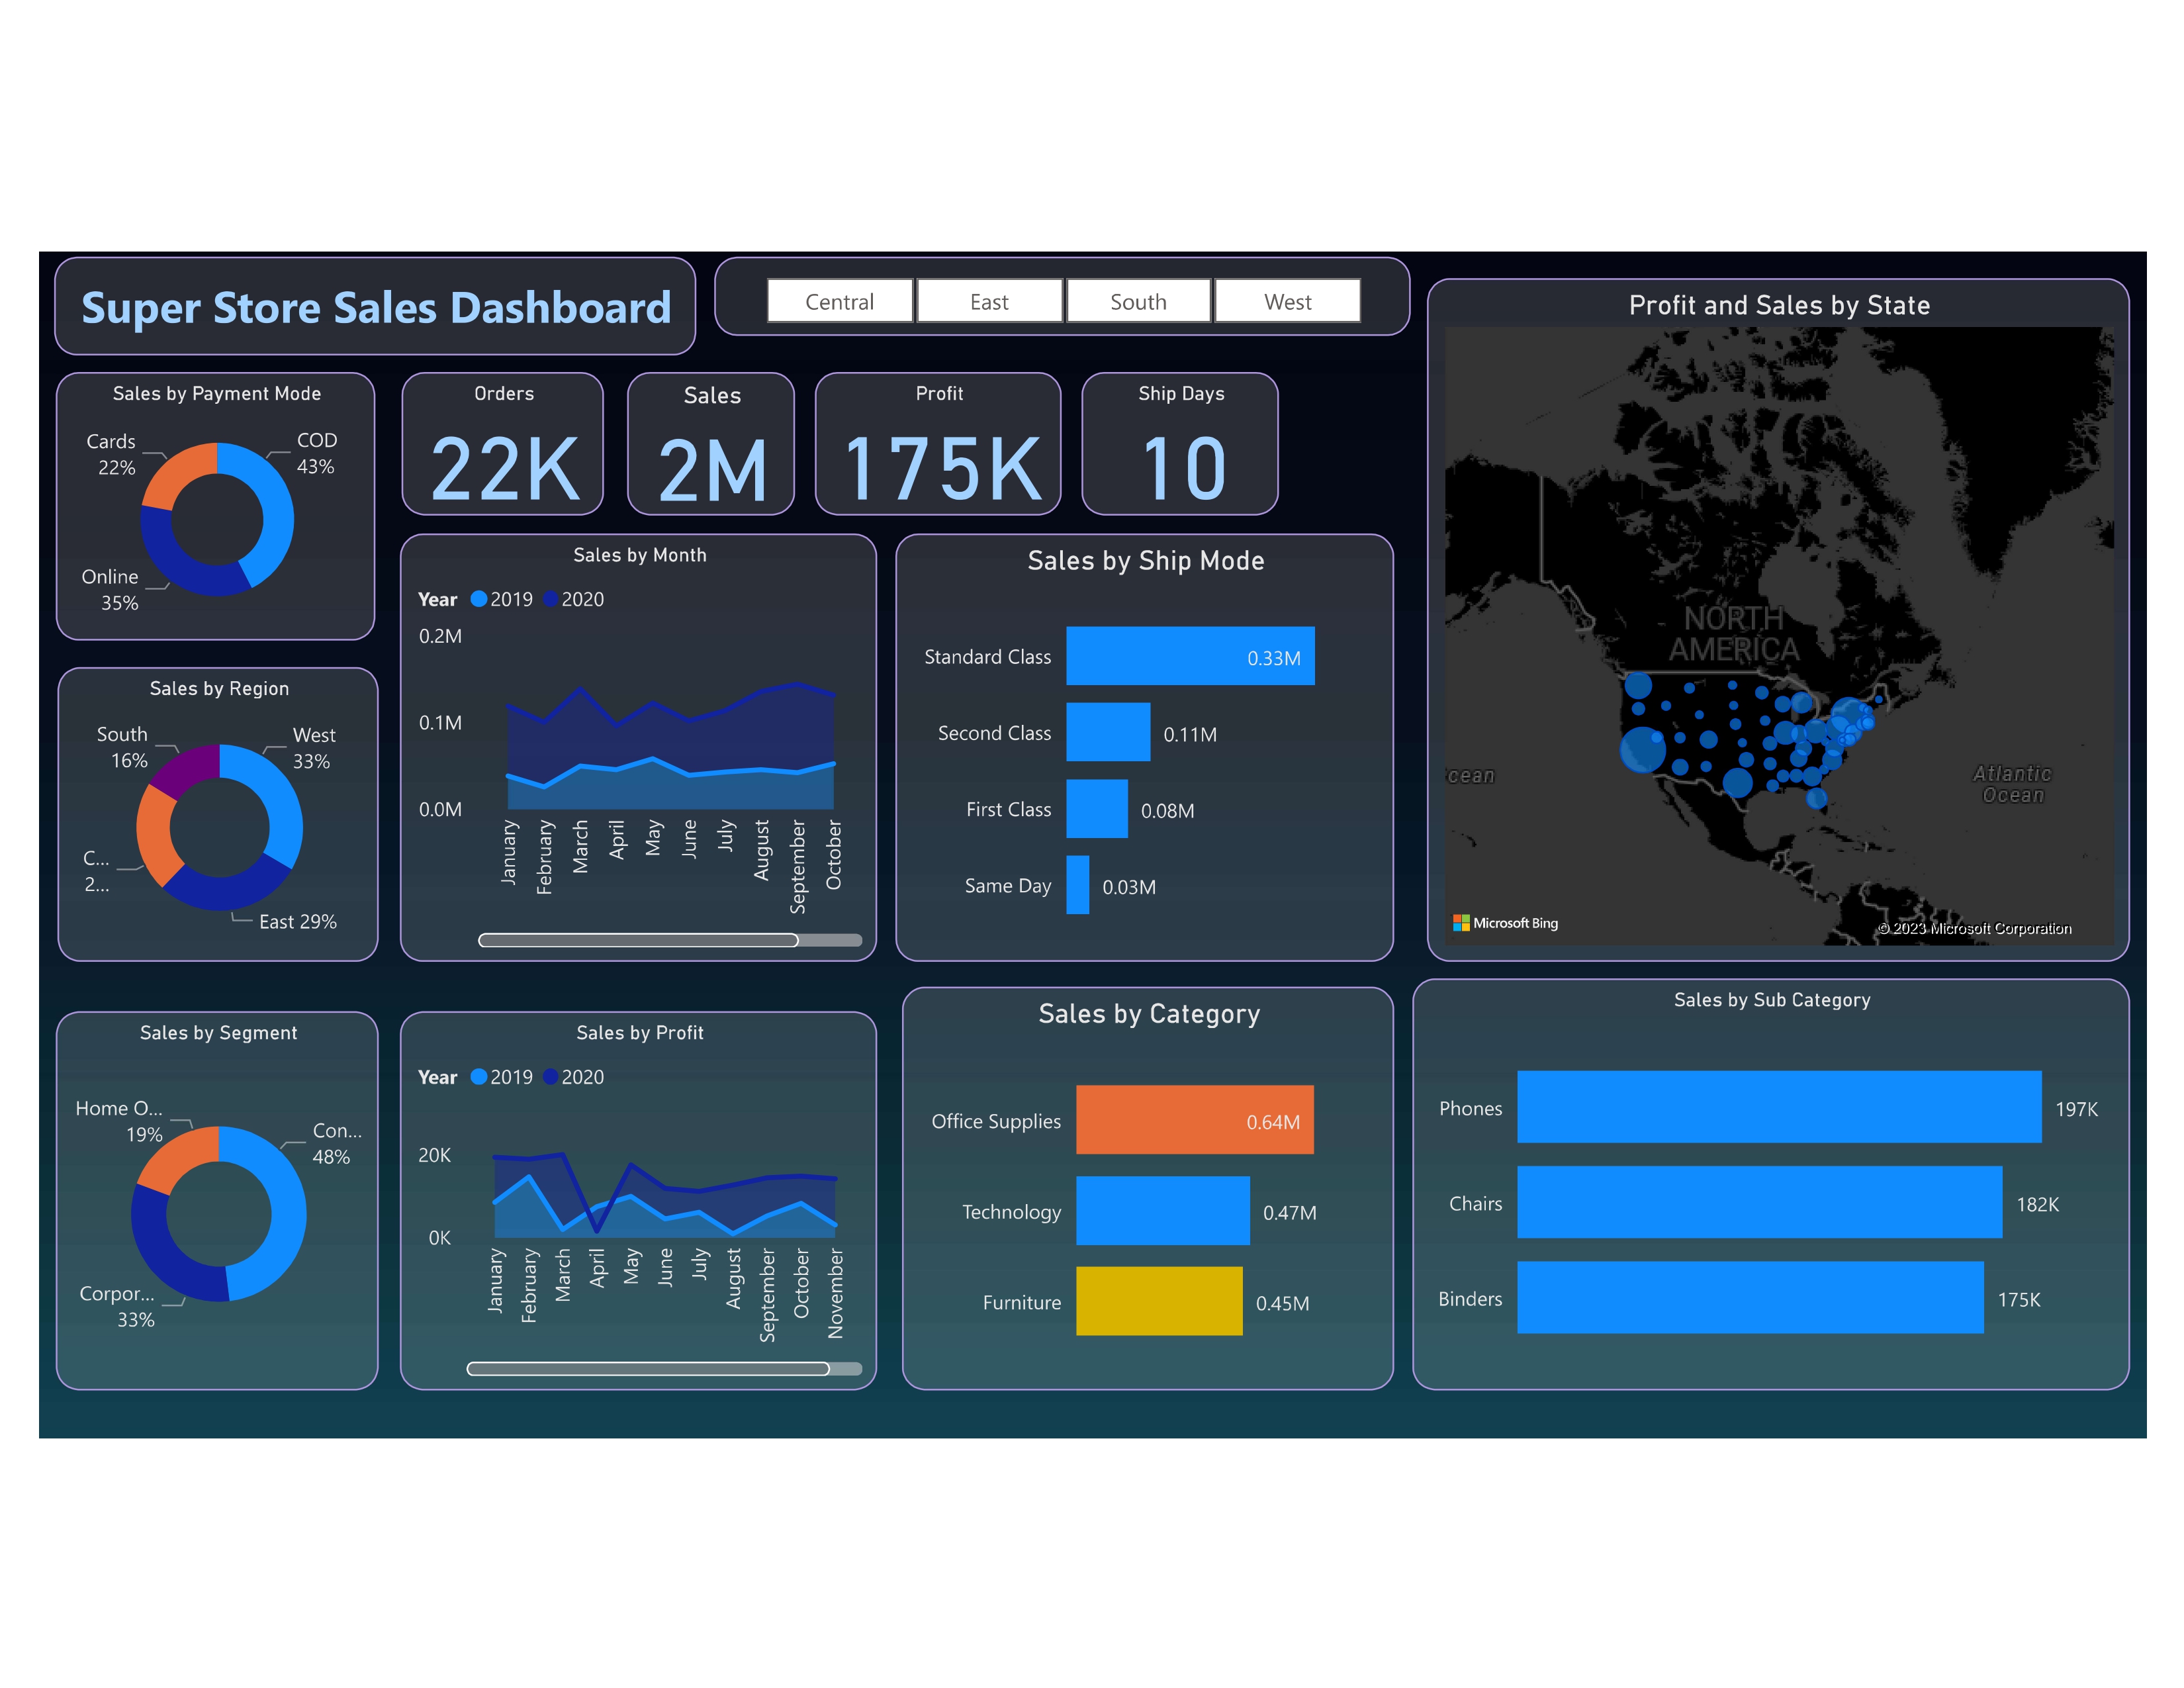 Super Store Sales Dashboard
Central
East
South
West
Profit and Sales by State
NORTH
AMERICA
cean
Atlantic
Ocean
Microsoft Bing
© 2023 Microsoft Corporation
Sales by Payment Mode
Cards
22%
COD
43%
Online
35%
Orders
22K
Sales
2M
Profit
175K
Ship Days
10
Sales by Region
South
16%
West
33%
C...
2...
East 29%
Sales by Month
Year 2019 2020
0.2M
0.1M
0.0M
January
February
March
April
May
June
July
August
September
October
Sales by Ship Mode
Standard Class 0.33M
Second Class 0.11M
First Class 0.08M
Same Day 0.03M
Sales by Segment
Home O...
19%
Con...
48%
Corpor...
33%
Sales by Profit
Year 2019 2020
20K
0K
January
February
March
April
May
June
July
August
September
October
November
Sales by Category
Office Supplies 0.64M
Technology 0.47M
Furniture 0.45M
Sales by Sub Category
Phones 197K
Chairs 182K
Binders 175K